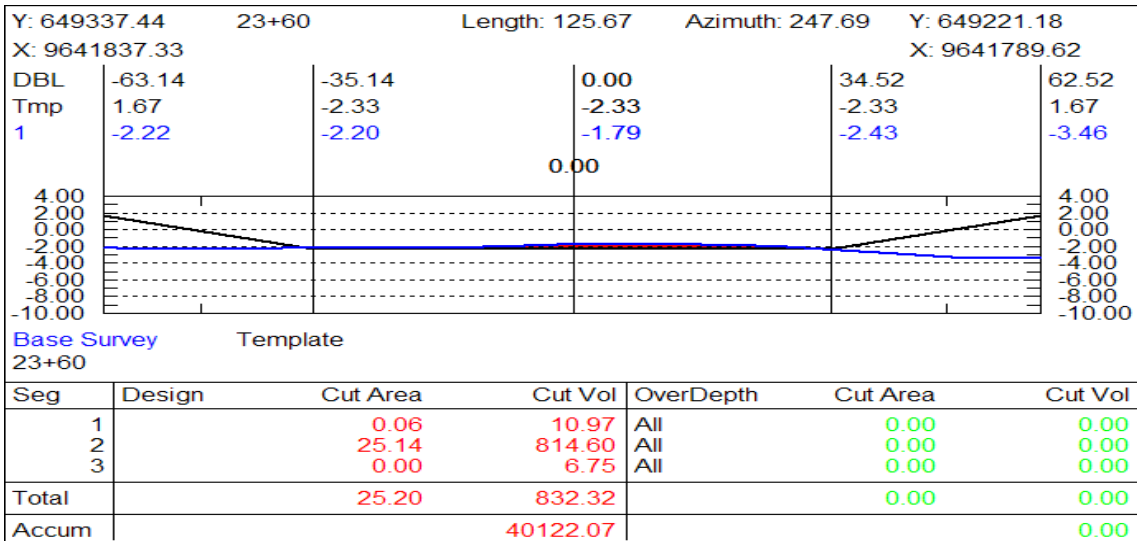 Y: 649337.44 23+60 Length: 125.67 Azimuth: 247.69 Y: 649221.18
X: 9641837.33 X: 9641789.62
DBL -63.14 -35.14 0.00 34.52 62.52
Tmp 1.67 -2.33 -2.33 -2.33 1.67
1 -2.22 -2.20 -1.79 -2.43 -3.46
0.00
4.00 4.00
2.00 2.00
0.00 0.00
-2.00 -2.00
-4.00 -4.00
-6.00 -6.00
-8.00 -8.00
-10.00 -10.00
Base Survey Template
23+60
Seg Design Cut Area Cut Vol OverDepth Cut Area Cut Vol
1 0.06 10.97 All 0.00 0.00
2 25.14 814.60 All 0.00 0.00
3 0.00 6.75 All 0.00 0.00
Total 25.20 832.32 0.00 0.00
Accum 40122.07 0.00